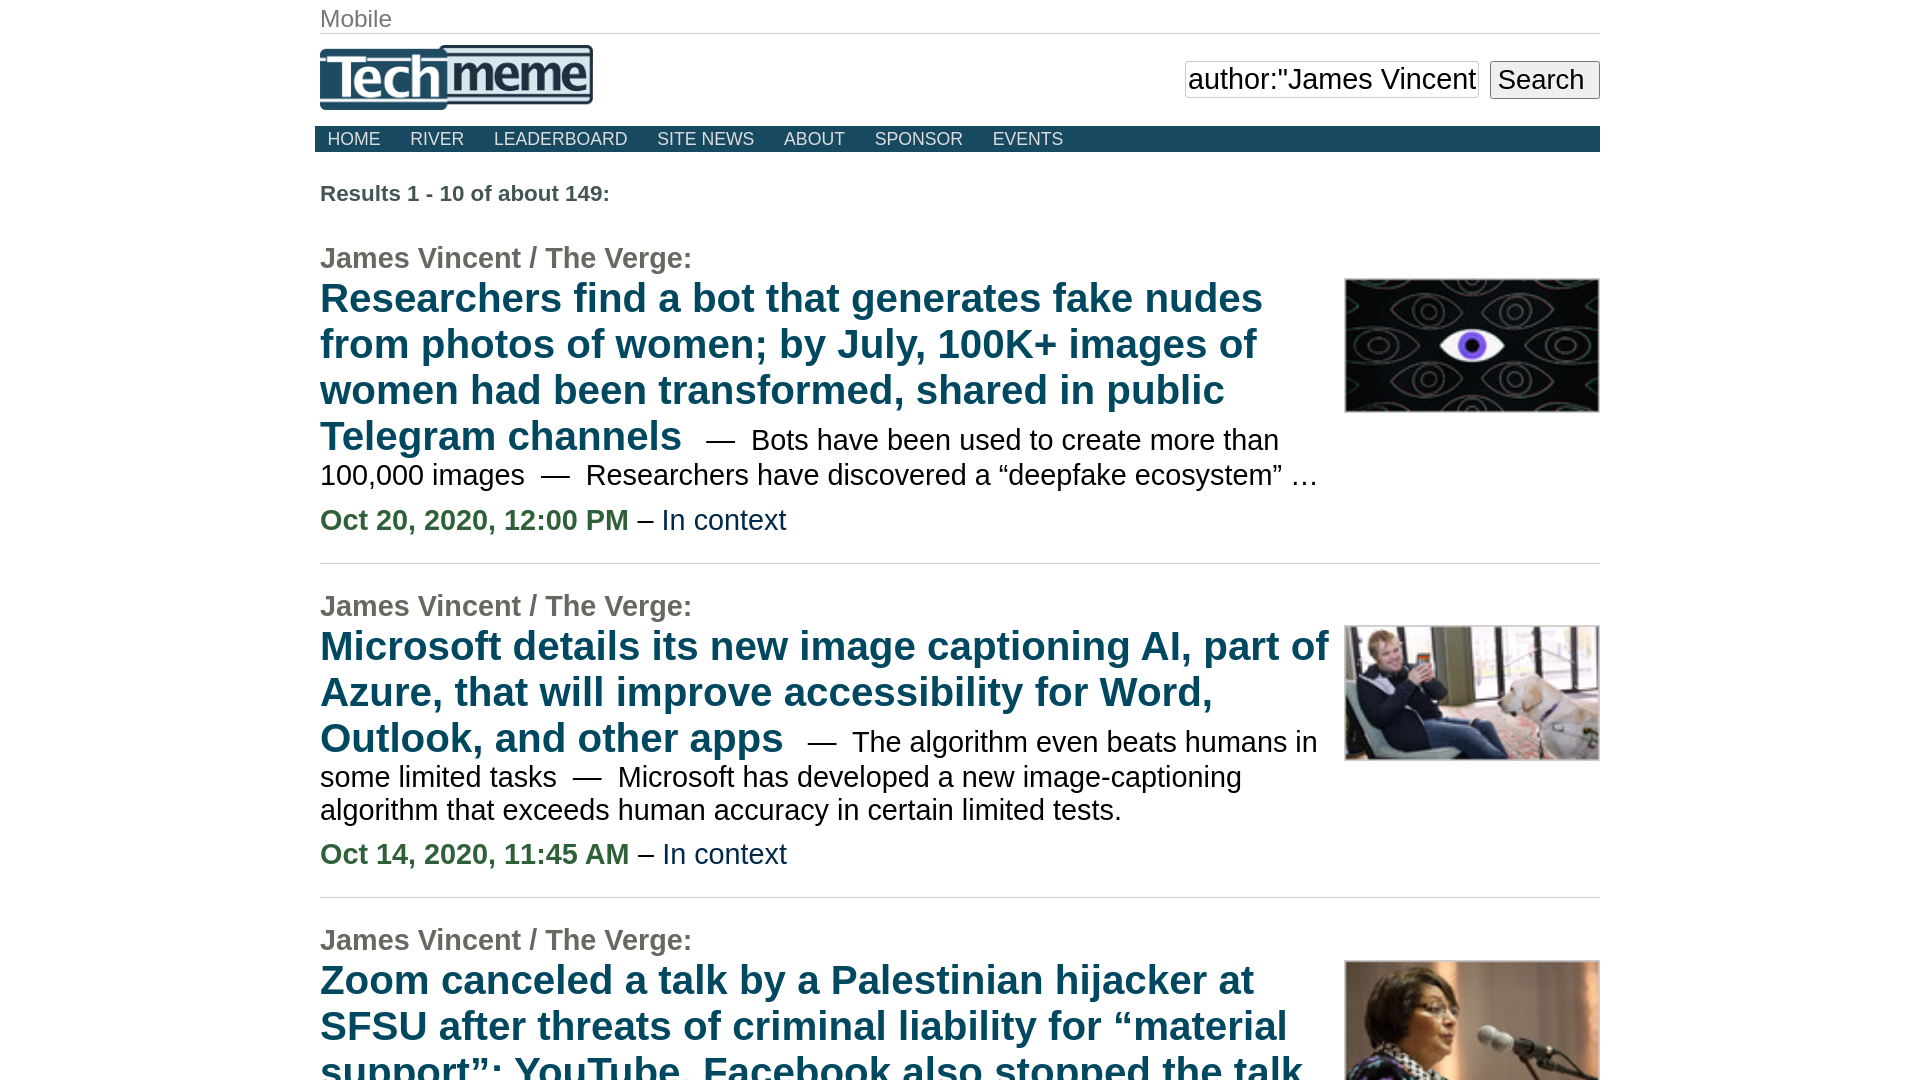 Mobile
Tech meme
author:"James Vincent
Search
HOME RIVER LEADERBOARD SITE NEWS ABOUT SPONSOR EVENTS
Results 1 - 10 of about 149:
James Vincent / The Verge:
Researchers find a bot that generates fake nudes
from photos of women; by July, 100K+ images of
women had been transformed, shared in public
Telegram channels — Bots have been used to create more than
100,000 images — Researchers have discovered a “deepfake ecosystem” …
Oct 20, 2020, 12:00 PM – In context
James Vincent / The Verge:
Microsoft details its new image captioning AI, part of
Azure, that will improve accessibility for Word,
Outlook, and other apps — The algorithm even beats humans in
some limited tasks — Microsoft has developed a new image-captioning
algorithm that exceeds human accuracy in certain limited tests.
Oct 14, 2020, 11:45 AM – In context
James Vincent / The Verge:
Zoom canceled a talk by a Palestinian hijacker at
SFSU after threats of criminal liability for “material
support”; YouTube, Facebook also stopped the talk